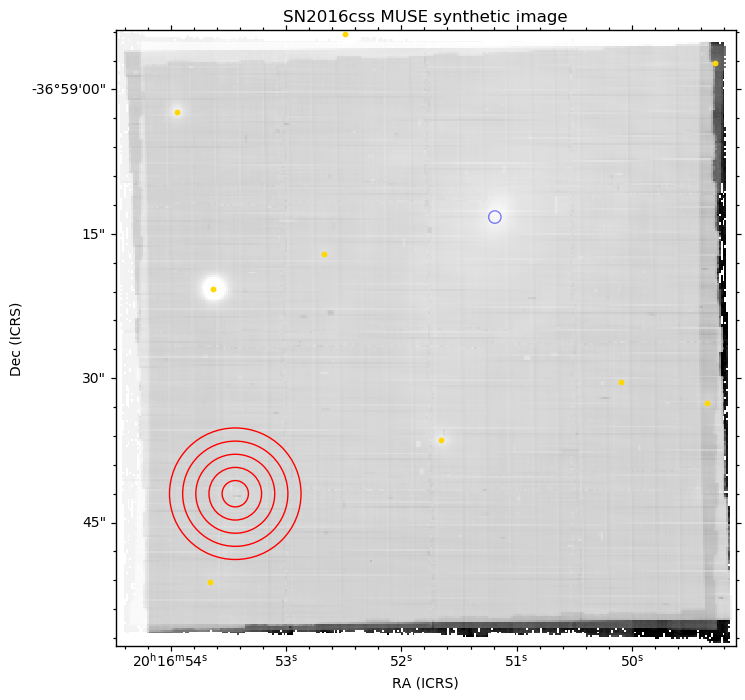 SN2016css MUSE synthetic image
-36°59'00"
15"
30"
45"
Dec (ICRS)
20ʰ16ᵐ54ˢ 53ˢ 52ˢ 51ˢ 50ˢ
RA (ICRS)